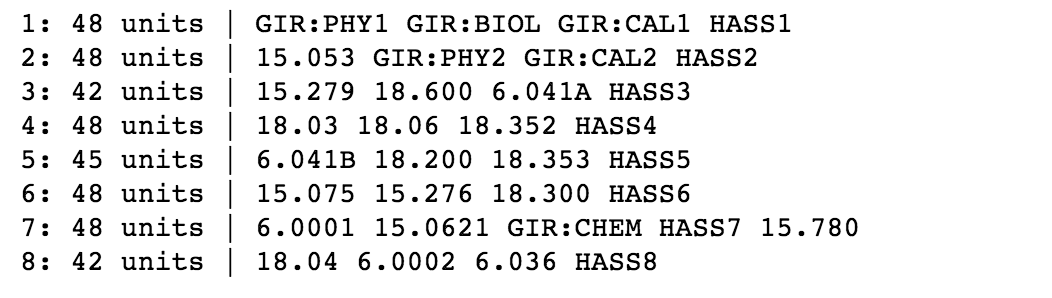 1: 48 units | GIR:PHY1 GIR:BIOL GIR:CAL1 HASS1
2: 48 units | 15.053 GIR:PHY2 GIR:CAL2 HASS2
3: 42 units | 15.279 18.600 6.041A HASS3
4: 48 units | 18.03 18.06 18.352 HASS4
5: 45 units | 6.041B 18.200 18.353 HASS5
6: 48 units | 15.075 15.276 18.300 HASS6
7: 48 units | 6.0001 15.0621 GIR:CHEM HASS7 15.780
8: 42 units | 18.04 6.0002 6.036 HASS8